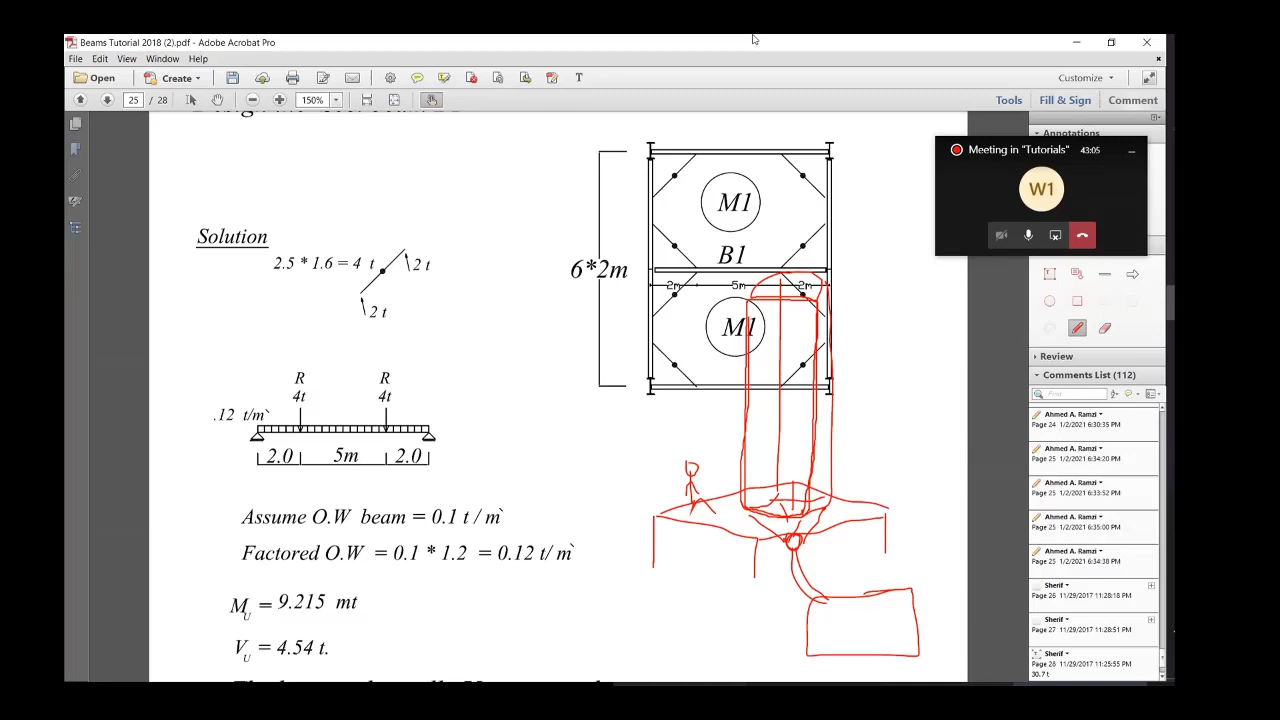 Beams Tutorial 2018 (2).pdf - Adobe Acrobat Pro
File Edit View Window Help
Open Create Customize
25 / 28 150% Tools Fill & Sign Comment
Annotations
Meeting in "Tutorials" 43:05
W1
M1
Solution
2.5 * 1.6 = 4 t
2 t
2 t
B1
6*2m
2m 5m 2m
M1
R R
4t 4t
.12 t/m`
2.0 5m 2.0
Assume O.W beam = 0.1 t / m`
Factored O.W = 0.1 * 1.2 = 0.12 t/ m`
MU = 9.215 mt
VU = 4.54 t.
Review
Comments List (112)
Find
Ahmed A. Ramzi
Page 24 1/2/2021 6:30:35 PM
Ahmed A. Ramzi
Page 25 1/2/2021 6:34:20 PM
Ahmed A. Ramzi
Page 25 1/2/2021 6:33:52 PM
Ahmed A. Ramzi
Page 25 1/2/2021 6:35:00 PM
Ahmed A. Ramzi
Page 25 1/2/2021 6:34:38 PM
Sherif
Page 26 11/29/2017 11:28:18 PM
Sherif
Page 27 11/29/2017 11:28:51 PM
Sherif
Page 28 11/29/2017 11:25:55 PM
30.7 t